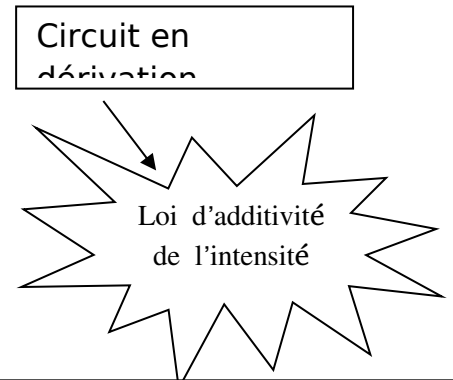 Circuit en
dérivation
Loi d’additivité
de l’intensité